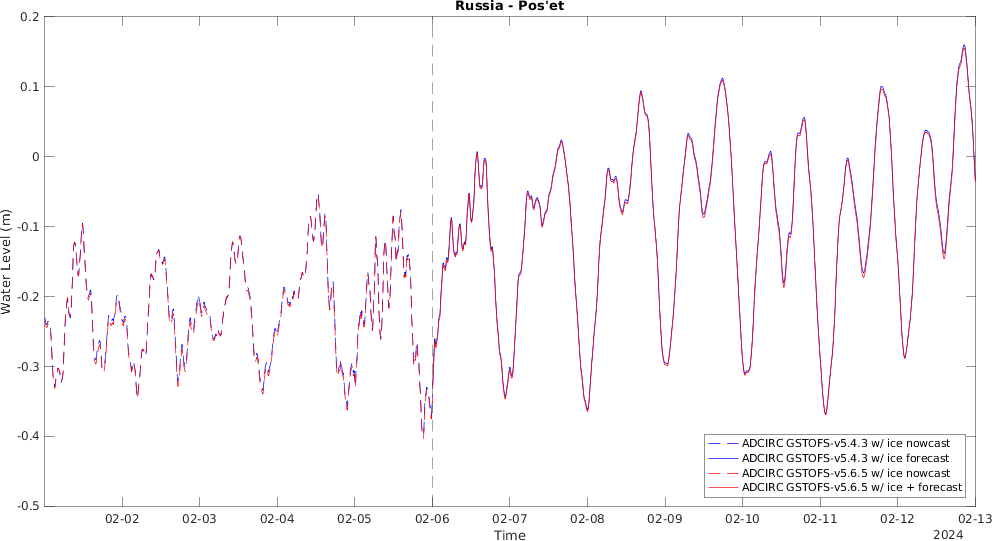 Russia - Pos'et
0.2
0.1
0
-0.1
-0.2
-0.3
-0.4
-0.5
Water Level (m)
ADCIRC GSTOFS-v5.4.3 w/ ice nowcast
ADCIRC GSTOFS-v5.4.3 w/ ice forecast
ADCIRC GSTOFS-v5.6.5 w/ ice nowcast
ADCIRC GSTOFS-v5.6.5 w/ ice + forecast
02-02 02-03 02-04 02-05 02-06 02-07 02-08 02-09 02-10 02-11 02-12 02-13
Time
2024